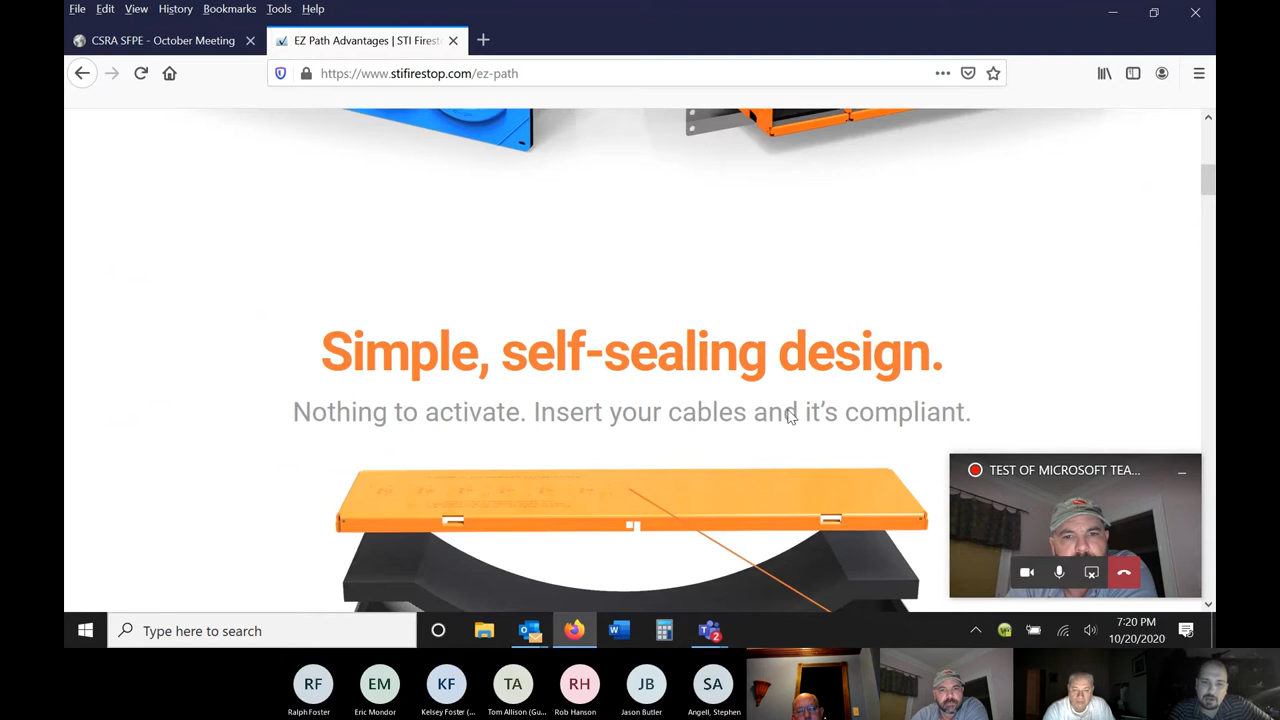 File Edit View History Bookmarks Tools Help
CSRA SFPE - October Meeting
EZ Path Advantages | STI Firest
https://www.stifirestop.com/ez-path
Simple, self-sealing design.
Nothing to activate. Insert your cables and it's compliant.
TEST OF MICROSOFT TEA...
Type here to search
2
7:20 PM
10/20/2020
RF EM KF TA RH JB SA
Ralph Foster Eric Mondor Kelsey Foster (... Tom Allison (Gu... Rob Hanson Jason Butler Angell, Stephen